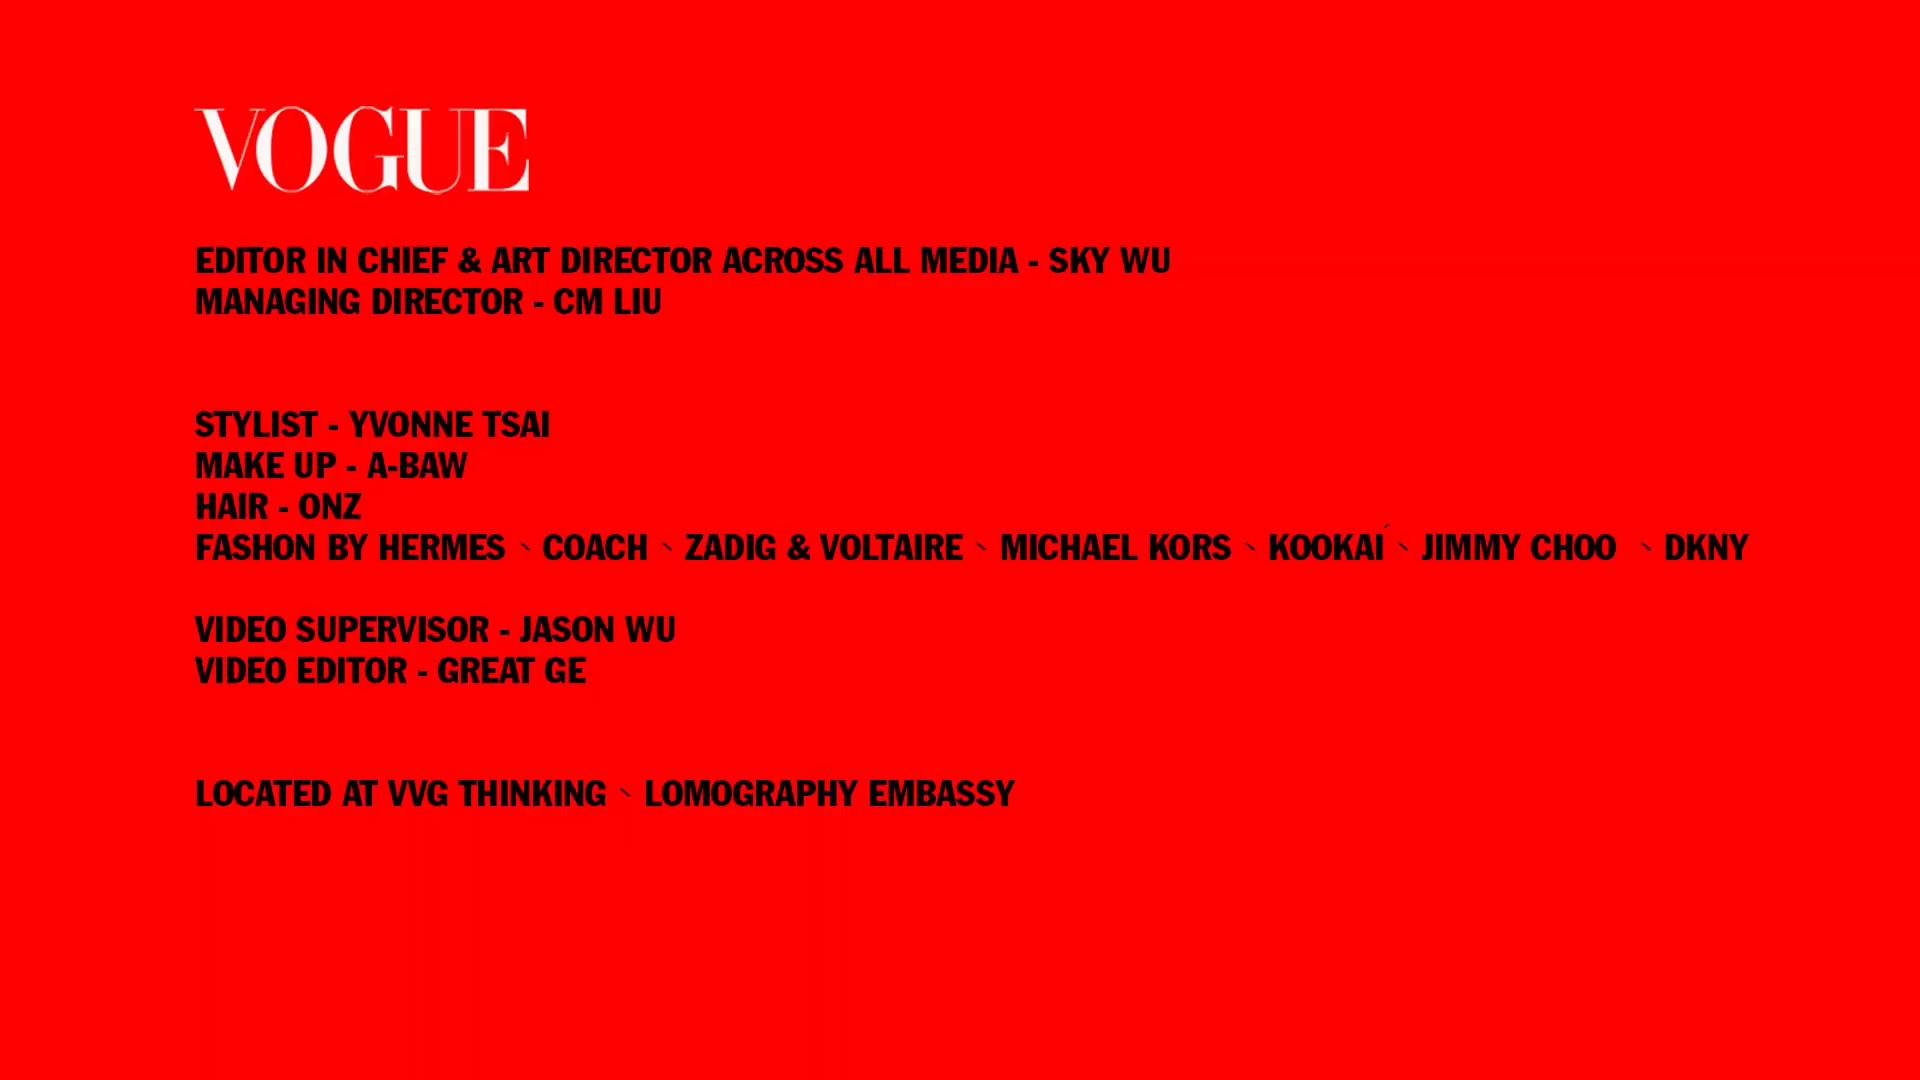 VOGUE
EDITOR IN CHIEF & ART DIRECTOR ACROSS ALL MEDIA - SKY WU
MANAGING DIRECTOR - CM LIU
STYLIST - YVONNE TSAI
MAKE UP - A-BAW
HAIR - ONZ
FASHON BY HERMES、COACH、ZADIG & VOLTAIRE、MICHAEL KORS、KOOKAÍ、JIMMY CHOO 、DKNY
VIDEO SUPERVISOR - JASON WU
VIDEO EDITOR - GREAT GE
LOCATED AT VVG THINKING、LOMOGRAPHY EMBASSY